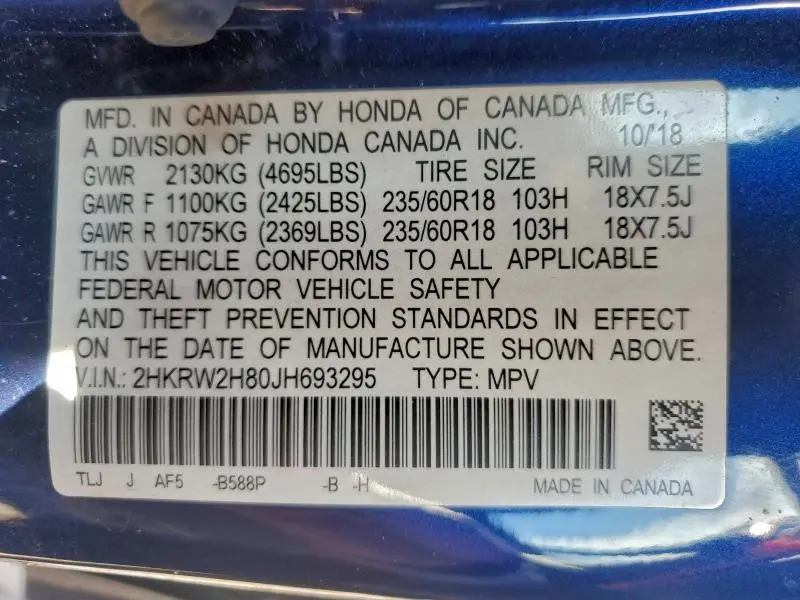 MFD. IN CANADA BY HONDA OF CANADA MFG.,
A DIVISION OF HONDA CANADA INC. 10/'18
GVWR 2130KG (4695LBS) TIRE SIZE RIM SIZE
GAWR F 1100KG (2425LBS) 235/60R18 103H 18X7.5J
GAWR R 1075KG (2369LBS) 235/60R18 103H 18X7.5J
THIS VEHICLE CONFORMS TO ALL APPLICABLE
FEDERAL MOTOR VEHICLE SAFETY
AND THEFT PREVENTION STANDARDS IN EFFECT
ON THE DATE OF MANUFACTURE SHOWN ABOVE.
V.I.N.: 2HKRW2H80JH693295 TYPE: MPV
TLJ J AF5 -B588P -B -H MADE IN CANADA